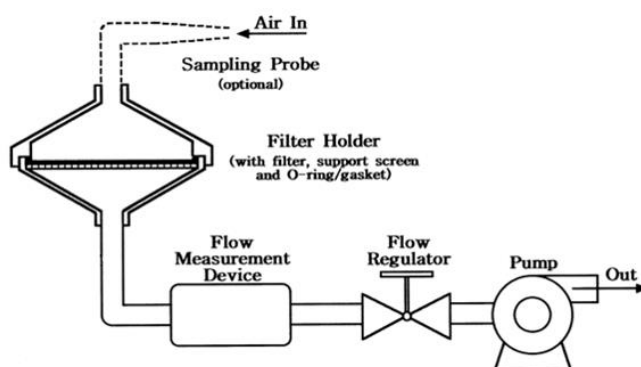 Air In
Sampling Probe
(optional)
Filter Holder
(with filter, support screen
and O-ring/gasket)
Flow
Measurement
Device
Flow
Regulator
Pump
Out